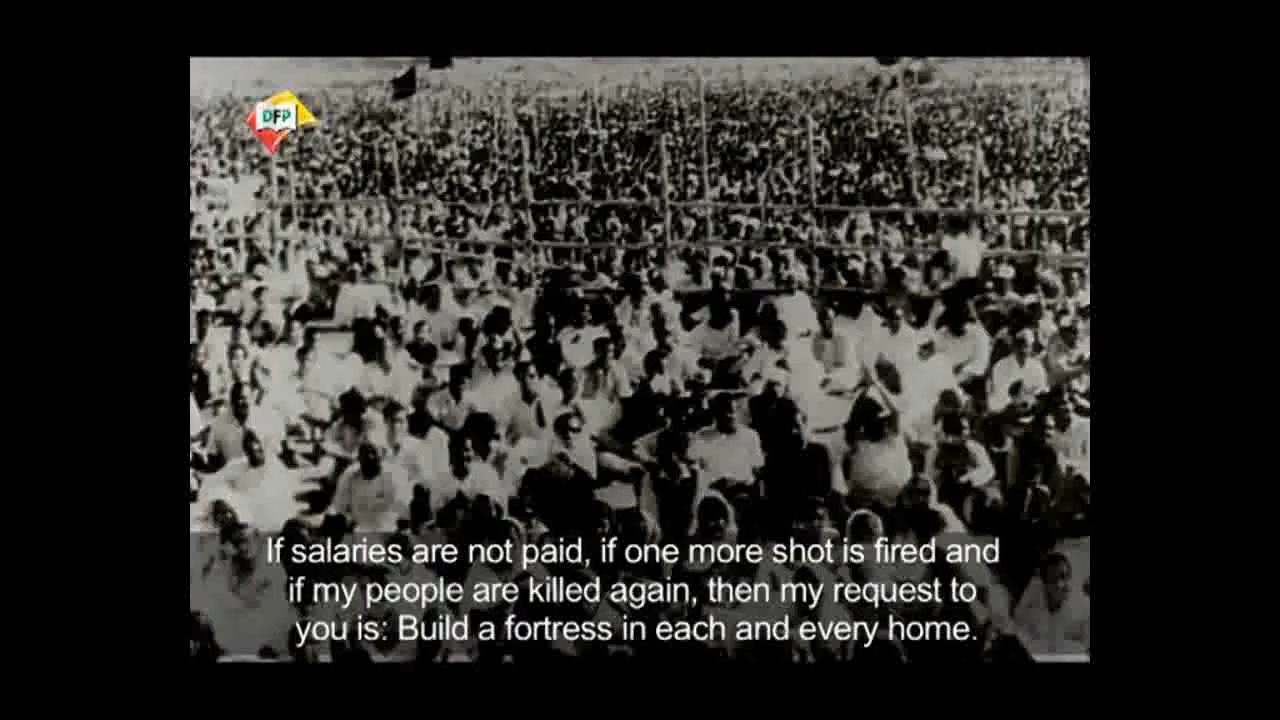 DFP
If salaries are not paid, if one more shot is fired and
if my people are killed again, then my request to
you is: Build a fortress in each and every home.